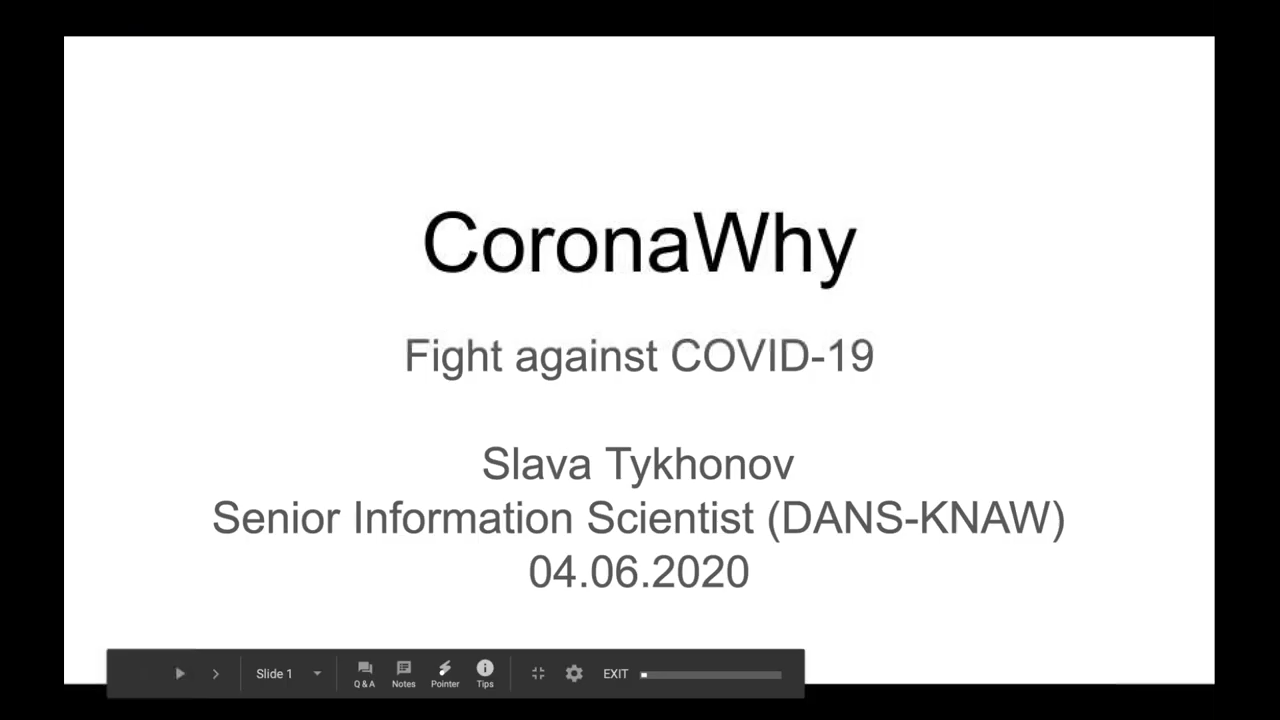 CoronaWhy
Fight against COVID-19
Slava Tykhonov
Senior Information Scientist (DANS-KNAW)
04.06.2020
Slide 1
Q & A
Notes
Pointer
Tips
EXIT